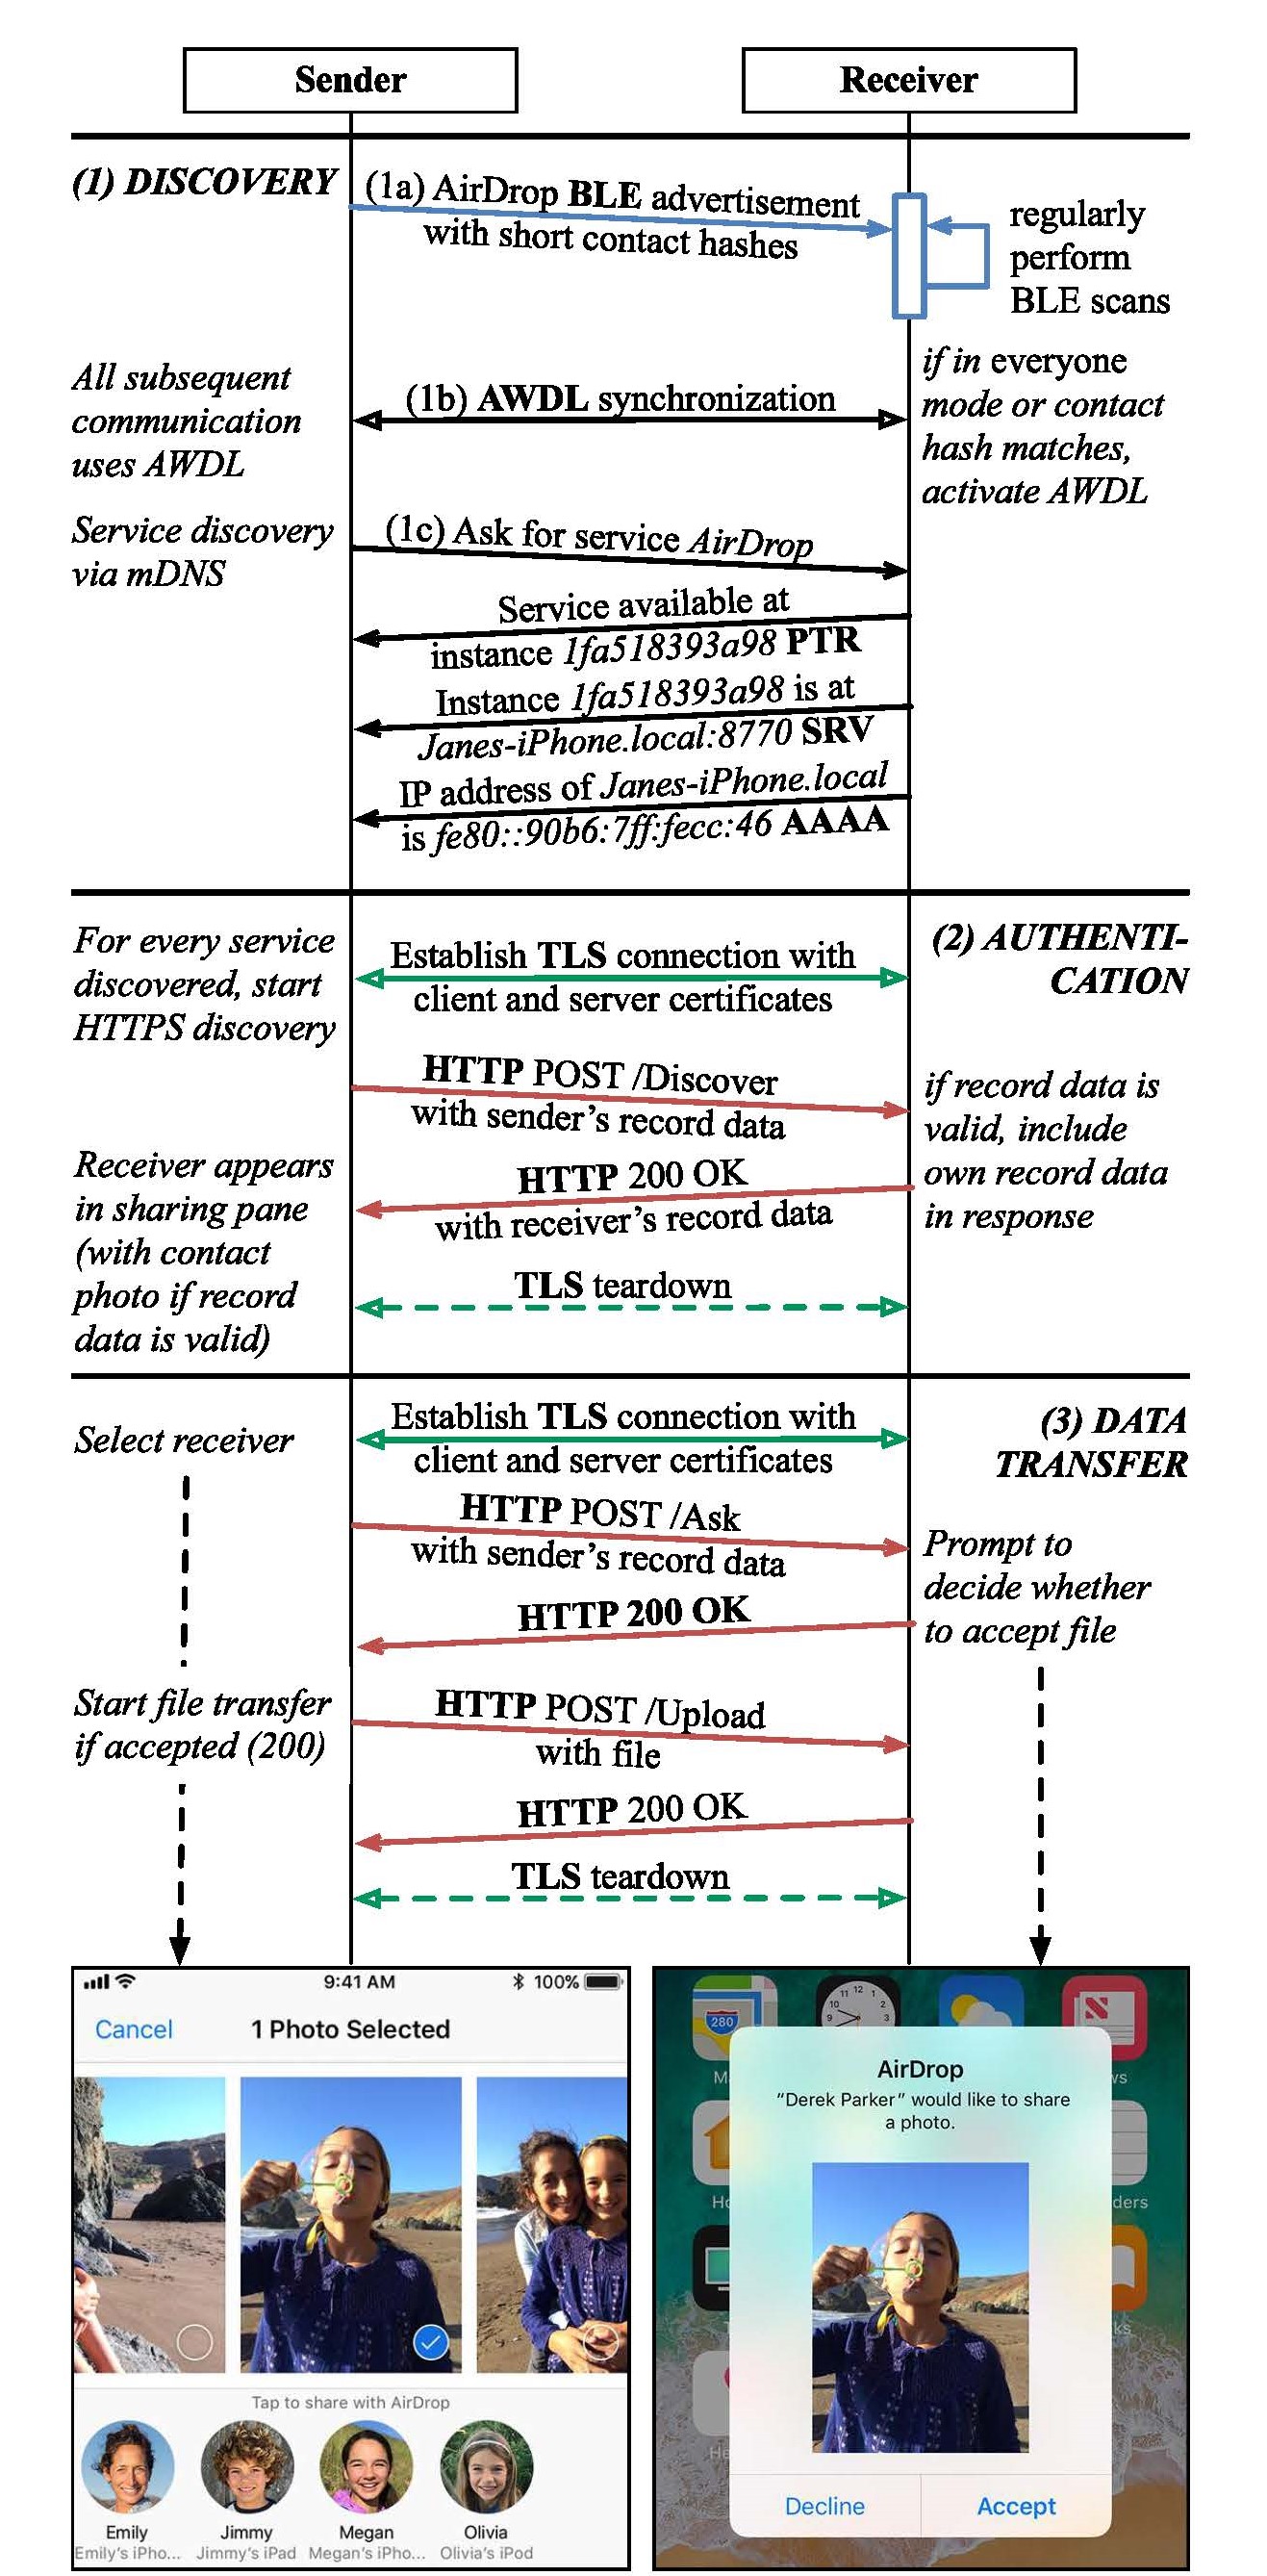 Sender
Receiver
(1) DISCOVERY
(1a) AirDrop BLE advertisement
with short contact hashes
regularly
perform
BLE scans
All subsequent
communication
uses AWDL
(1b) AWDL synchronization
if in everyone
mode or contact
hash matches,
activate AWDL
Service discovery
via mDNS
(1c) Ask for service AirDrop
Service available at
instance 1fa518393a98 PTR
Instance 1fa518393a98 is at
Janes-iPhone.local:8770 SRV
IP address of Janes-iPhone.local
is fe80::90b6:7ff:fecc:46 AAAA
For every service
discovered, start
HTTPS discovery
Establish TLS connection with
client and server certificates
(2) AUTHENTI-
CATION
HTTP POST /Discover
with sender's record data
if record data is
valid, include
own record data
in response
Receiver appears
in sharing pane
(with contact
photo if record
data is valid)
HTTP 200 OK
with receiver's record data
TLS teardown
Select receiver
Establish TLS connection with
client and server certificates
(3) DATA
TRANSFER
HTTP POST /Ask
with sender's record data
Prompt to
decide whether
to accept file
HTTP 200 OK
Start file transfer
if accepted (200)
HTTP POST /Upload
with file
HTTP 200 OK
TLS teardown
9:41 AM
100%
Cancel
1 Photo Selected
Tap to share with AirDrop
Emily
Jimmy
Megan
Olivia
Emily's iPho...
Jimmy's iPad
Megan's iPho...
Olivia's iPod
280
11 12 1
10 2
9 3
8 4
AirDrop
"Derek Parker" would like to share
a photo.
Decline
Accept